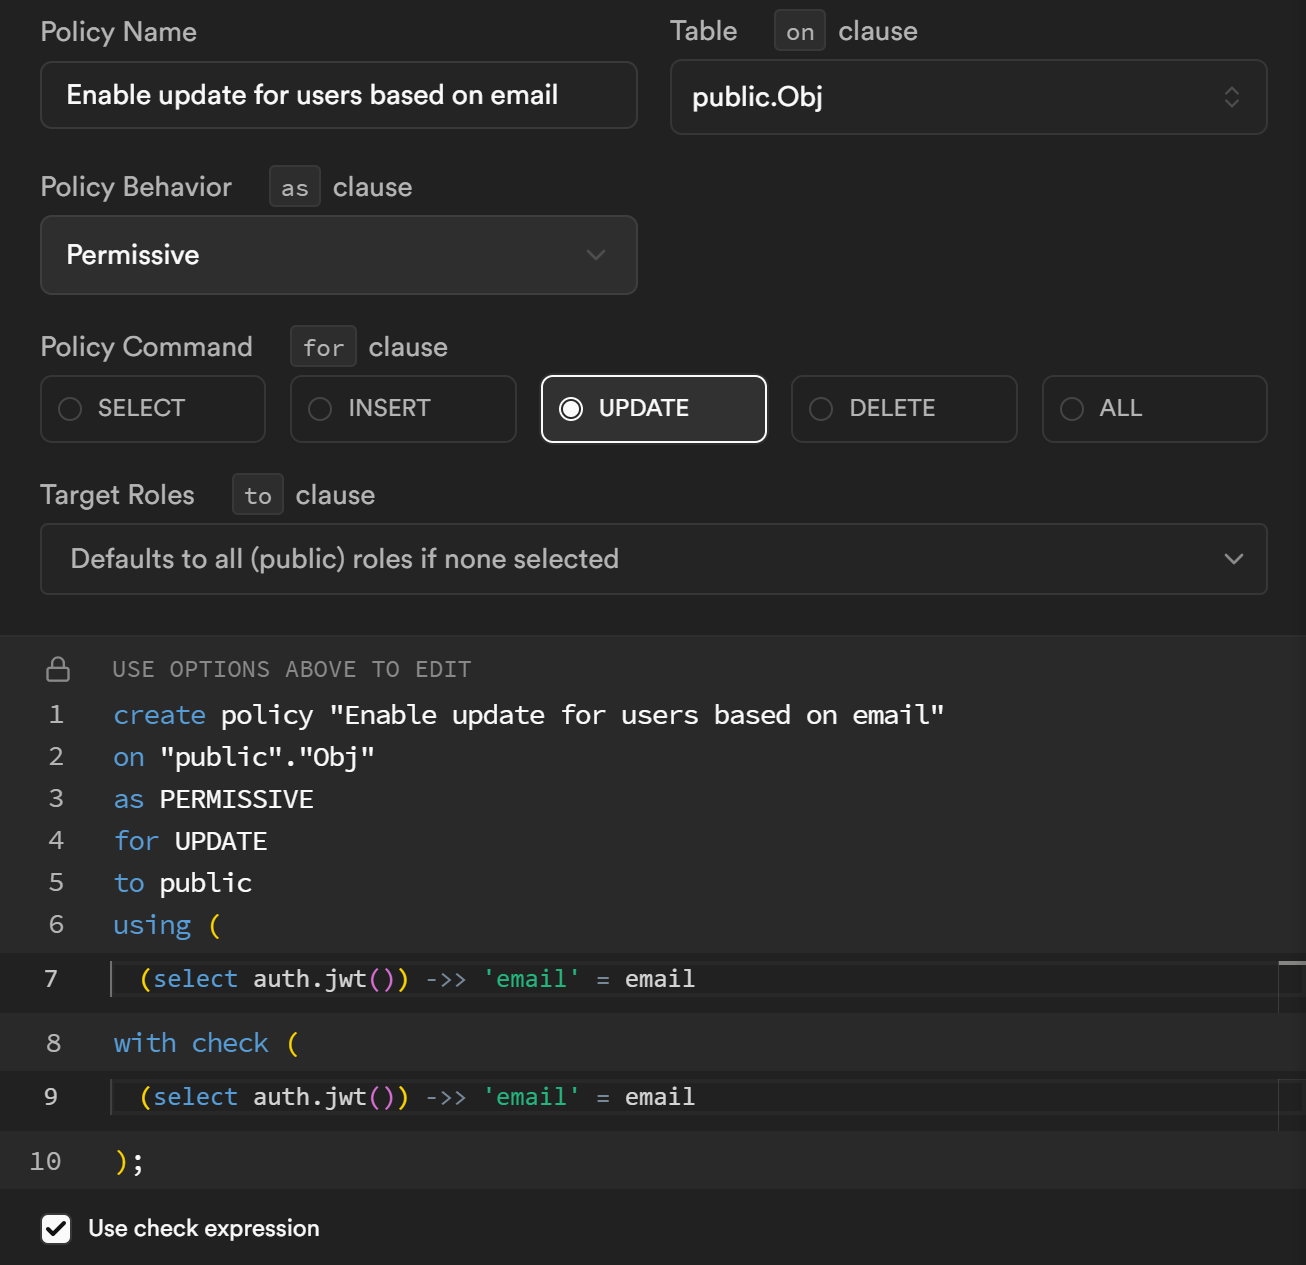 Policy Name
Table on clause
Enable update for users based on email
public.Obj
Policy Behavior as clause
Permissive
Policy Command for clause
SELECT
INSERT
UPDATE
DELETE
ALL
Target Roles to clause
Defaults to all (public) roles if none selected
USE OPTIONS ABOVE TO EDIT
1 create policy "Enable update for users based on email"
2 on "public"."Obj"
3 as PERMISSIVE
4 for UPDATE
5 to public
6 using (
7 (select auth.jwt()) ->> 'email' = email
8 with check (
9 (select auth.jwt()) ->> 'email' = email
10 );
Use check expression